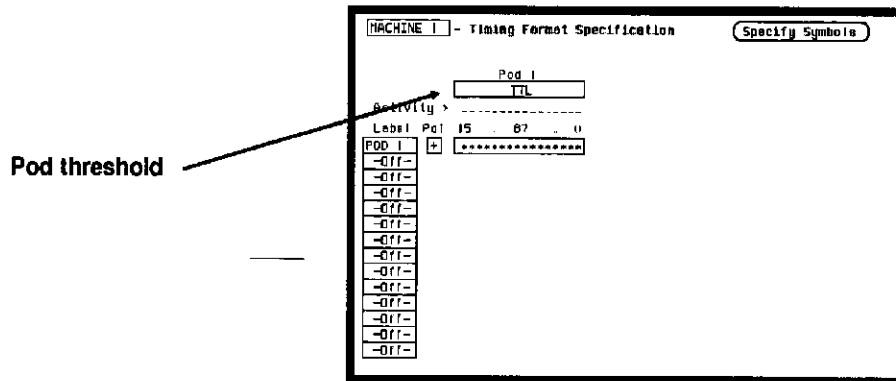 MACHINE 1 - Timing Format Specification Specify Symbols
Pod 1
TTL
Activity > ----------------
Label Pol 15 .. 87 .. 0
POD 1 + ****************
-Off-
-Off-
-Off-
-Off-
-Off-
-Off-
-Off-
-Off-
-Off-
-Off-
-Off-
-Off-
-Off-
Pod threshold